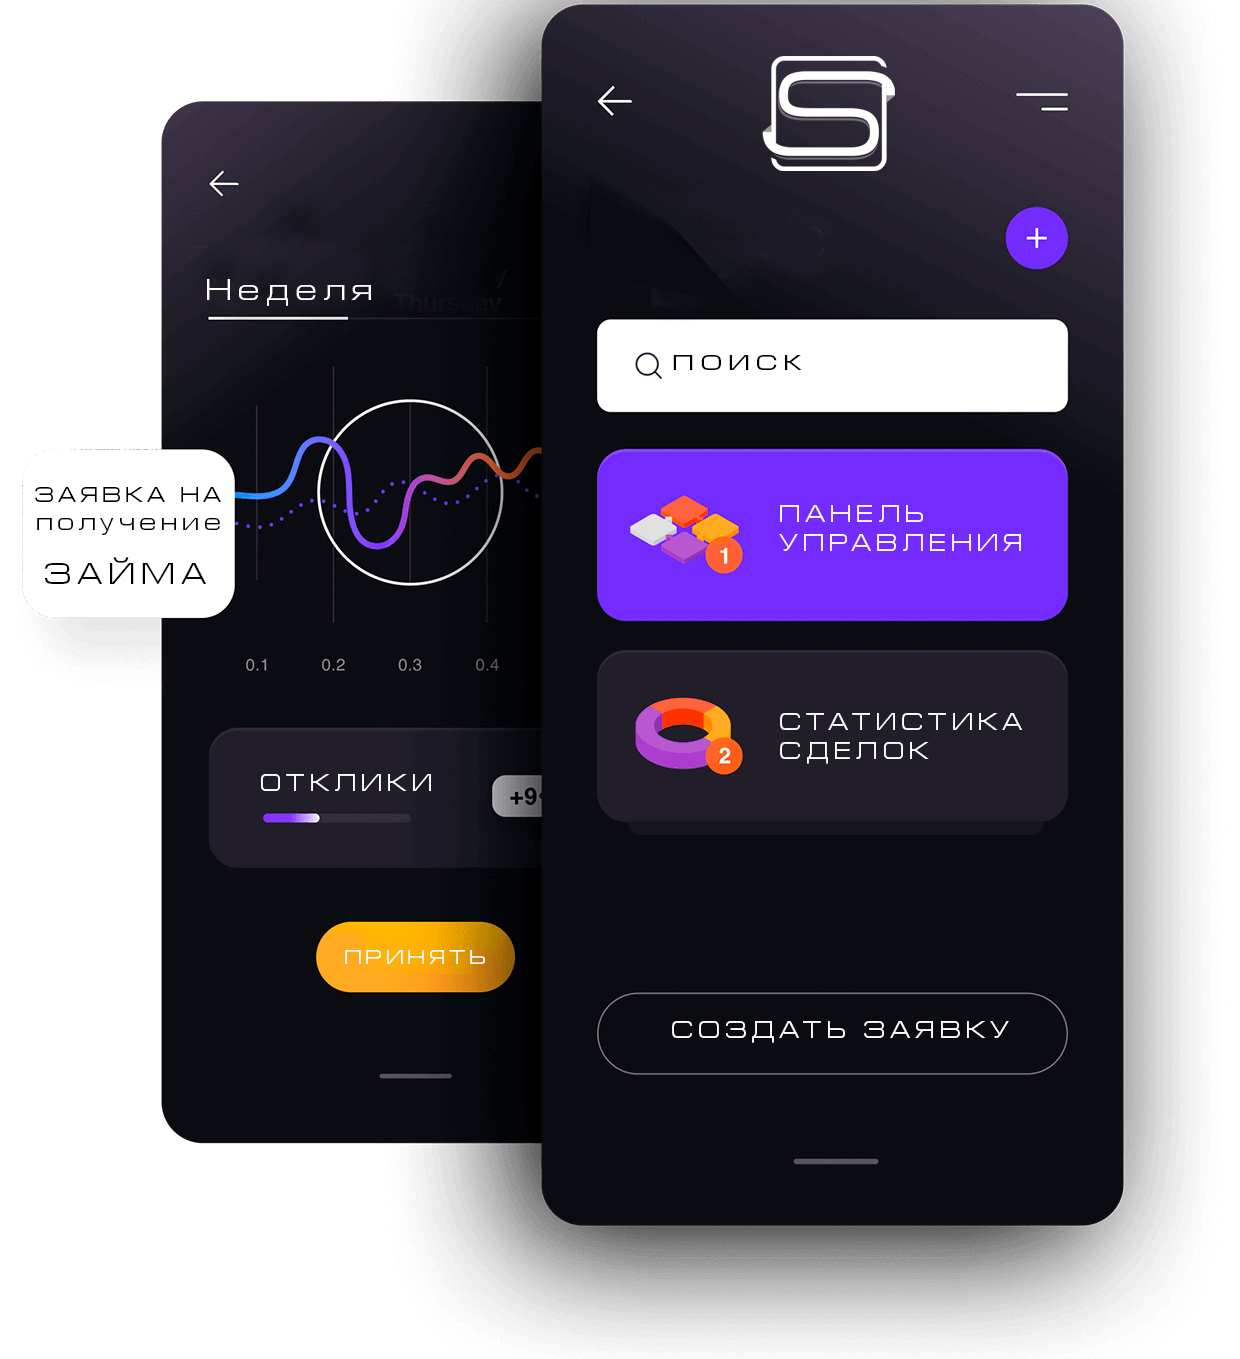 S
Неделя
Thursday
ПОИСК
ЗАЯВКА НА
получение
ЗАЙМА
1
ПАНЕЛЬ
УПРАВЛЕНИЯ
0.1 0.2 0.3 0.4
2
СТАТИСТИКА
СДЕЛОК
ОТКЛИКИ
+9
ПРИНЯТЬ
СОЗДАТЬ ЗАЯВКУ